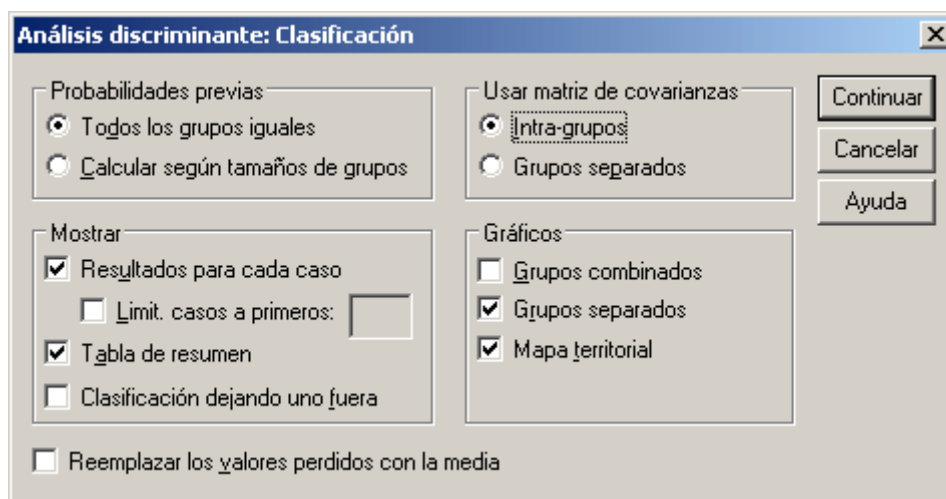 Análisis discriminante: Clasificación
Probabilidades previas
Todos los grupos iguales
Calcular según tamaños de grupos
Usar matriz de covarianzas
Intra-grupos
Grupos separados
Continuar
Cancelar
Ayuda
Mostrar
Resultados para cada caso
Limit. casos a primeros:
Tabla de resumen
Clasificación dejando uno fuera
Gráficos
Grupos combinados
Grupos separados
Mapa territorial
Reemplazar los valores perdidos con la media